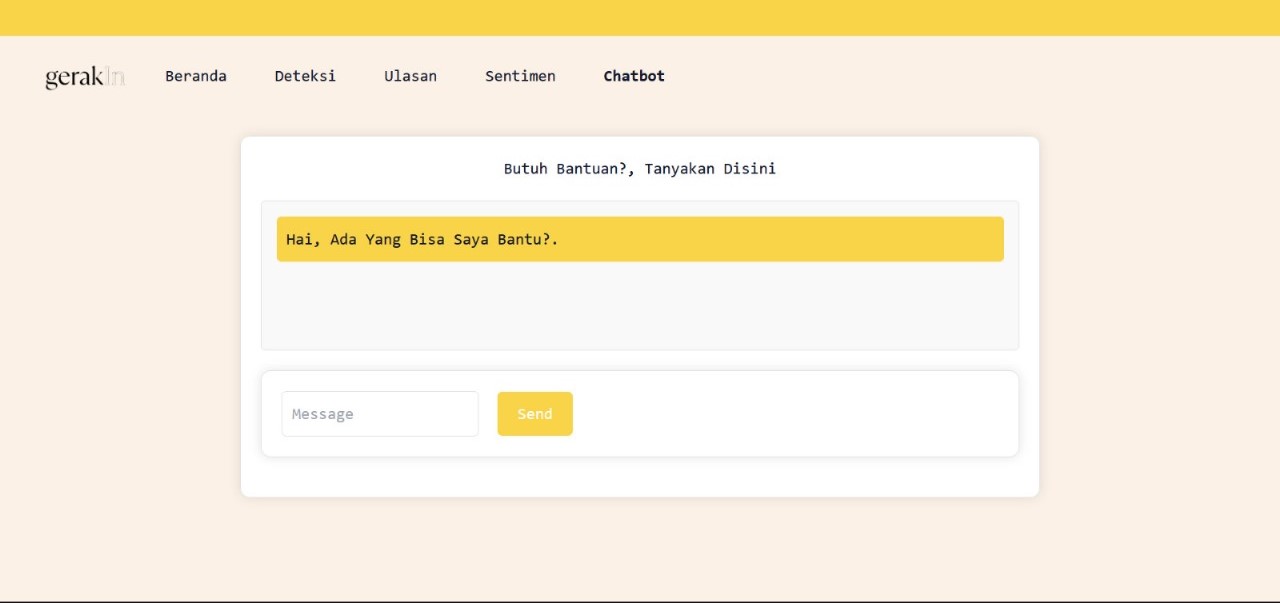 gerakIn Beranda Deteksi Ulasan Sentimen Chatbot
Butuh Bantuan?, Tanyakan Disini
Hai, Ada Yang Bisa Saya Bantu?.
Message Send